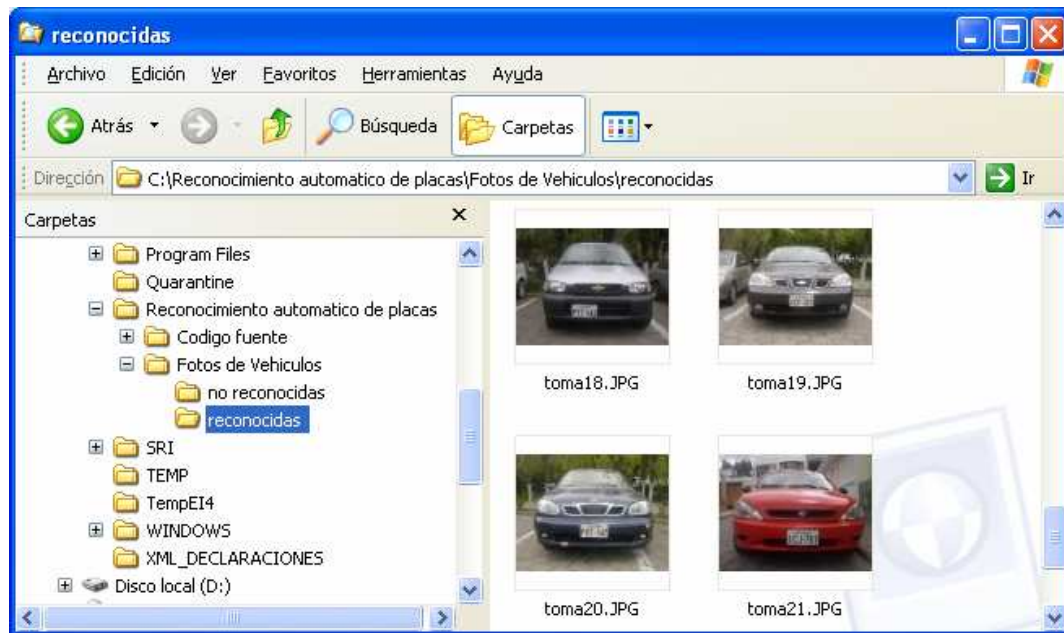 reconocidas
Archivo Edición Ver Favoritos Herramientas Ayuda
Atrás Búsqueda Carpetas
Dirección C:\Reconocimiento automatico de placas\Fotos de Vehiculos\reconocidas Ir
Carpetas
Program Files
Quarantine
Reconocimiento automatico de placas
Codigo fuente
Fotos de Vehiculos
no reconocidas
reconocidas
SRI
TEMP
TempEI4
WINDOWS
XML_DECLARACIONES
Disco local (D:)
toma18.JPG toma19.JPG
toma20.JPG toma21.JPG